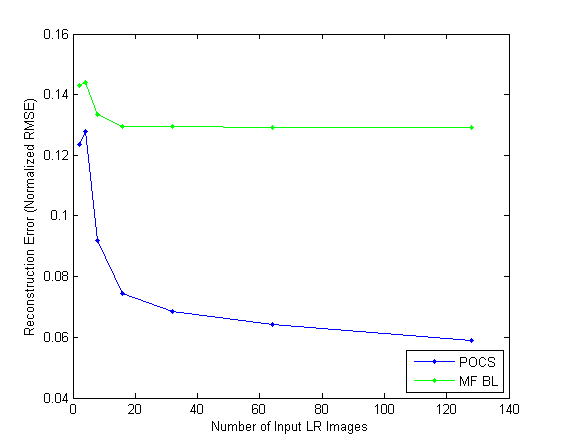 0.16
0.14
0.12
0.1
0.08
0.06
0.04
Reconstruction Error (Normalized RMSE)
POCS
MF BL
0 20 40 60 80 100 120 140
Number of Input LR Images